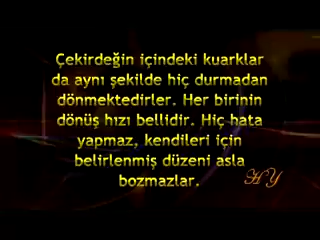 Çekirdeğin içindeki kuarklar
da aynı şekilde hiç durmadan
dönmektedirler. Her birinin
dönüş hızı bellidir. Hiç hata
yapmaz, kendileri için
belirlenmiş düzeni asla
bozmazlar.
HY